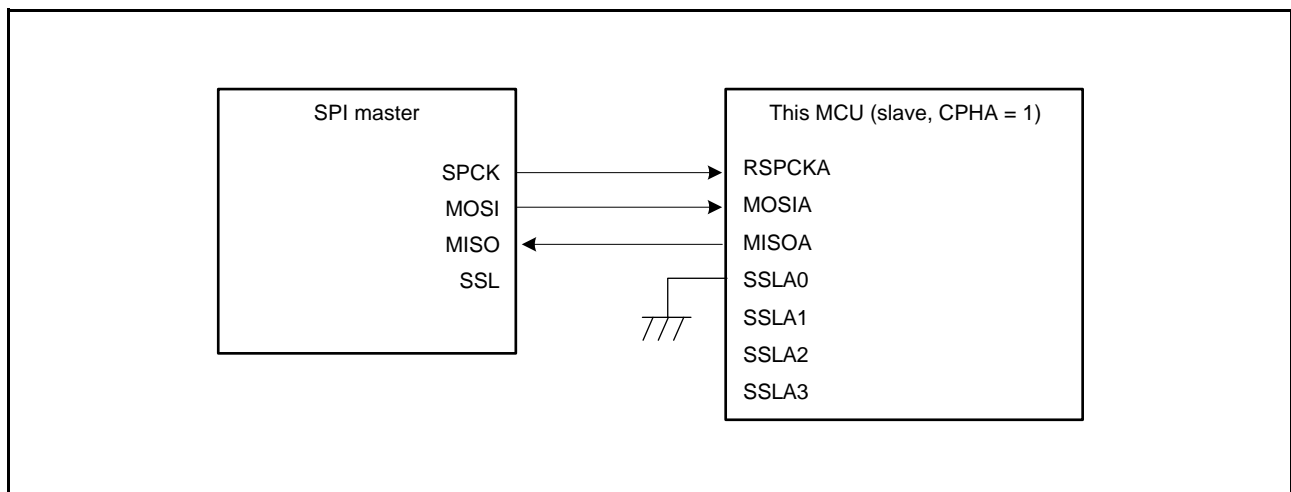 SPI master
SPCK
MOSI
MISO
SSL
This MCU (slave, CPHA = 1)
RSPCKA
MOSIA
MISOA
SSLA0
SSLA1
SSLA2
SSLA3